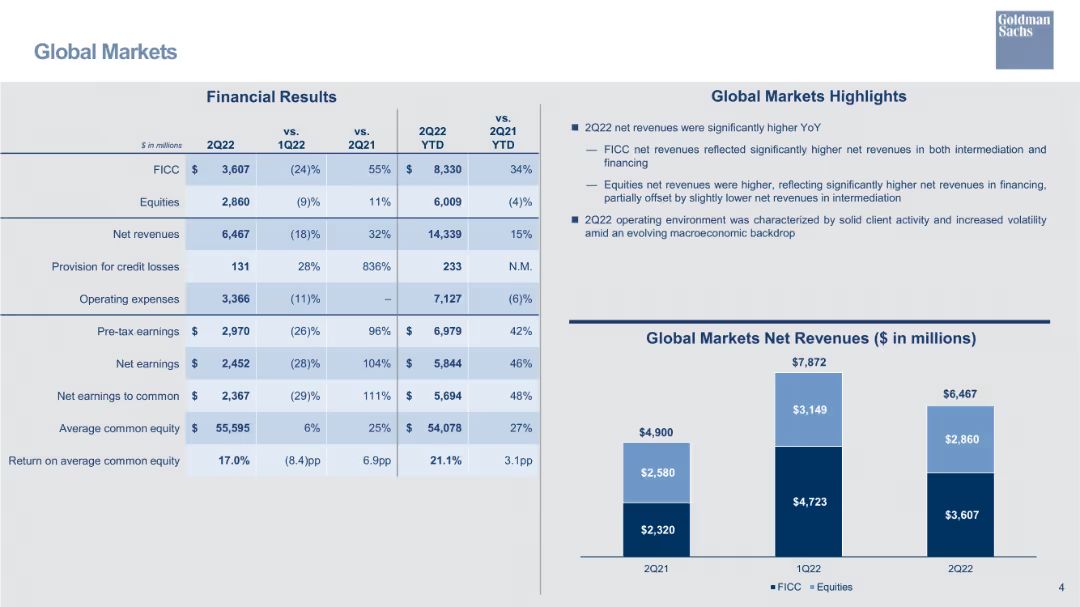 Goldman
Sachs
Global Markets
Financial Results
$ in millions 2Q22 vs. 1Q22 vs. 2Q21 2Q22 YTD vs. 2Q21 YTD
FICC $ 3,607 (24)% 55% $ 8,330 34%
Equities 2,860 (9)% 11% 6,009 (4)%
Net revenues 6,467 (18)% 32% 14,339 15%
Provision for credit losses 131 28% 836% 233 N.M.
Operating expenses 3,366 (11)% – 7,127 (6)%
Pre-tax earnings $ 2,970 (26)% 96% $ 6,979 42%
Net earnings $ 2,452 (28)% 104% $ 5,844 46%
Net earnings to common $ 2,367 (29)% 111% $ 5,694 48%
Average common equity $ 55,595 6% 25% $ 54,078 27%
Return on average common equity 17.0% (8.4)pp 6.9pp 21.1% 3.1pp
Global Markets Highlights
■ 2Q22 net revenues were significantly higher YoY
— FICC net revenues reflected significantly higher net revenues in both intermediation and
financing
— Equities net revenues were higher, reflecting significantly higher net revenues in financing,
partially offset by slightly lower net revenues in intermediation
■ 2Q22 operating environment was characterized by solid client activity and increased volatility
amid an evolving macroeconomic backdrop
Global Markets Net Revenues ($ in millions)
$4,900
$2,580
$2,320
2Q21
$7,872
$3,149
$4,723
1Q22
$6,467
$2,860
$3,607
2Q22
■ FICC ■ Equities
4